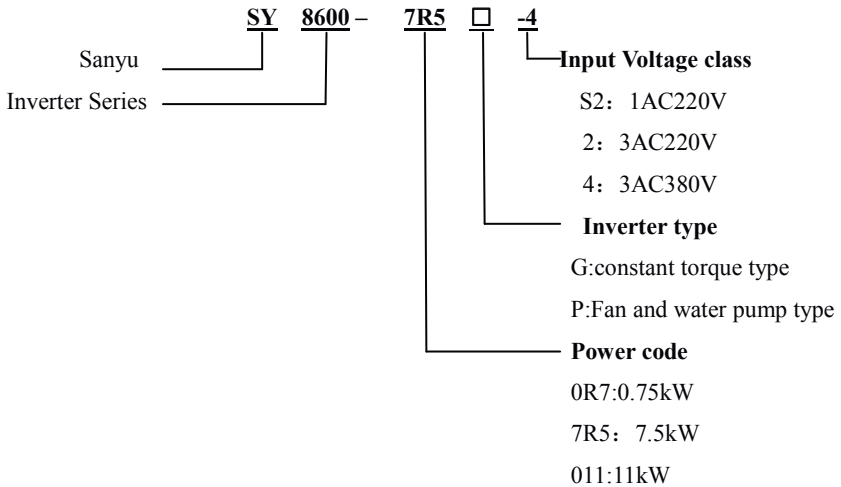 SY 8600– 7R5 □ -4
Sanyu Input Voltage class
Inverter Series S2：1AC220V
2：3AC220V
4：3AC380V
Inverter type
G:constant torque type
P:Fan and water pump type
Power code
0R7:0.75kW
7R5：7.5kW
011:11kW